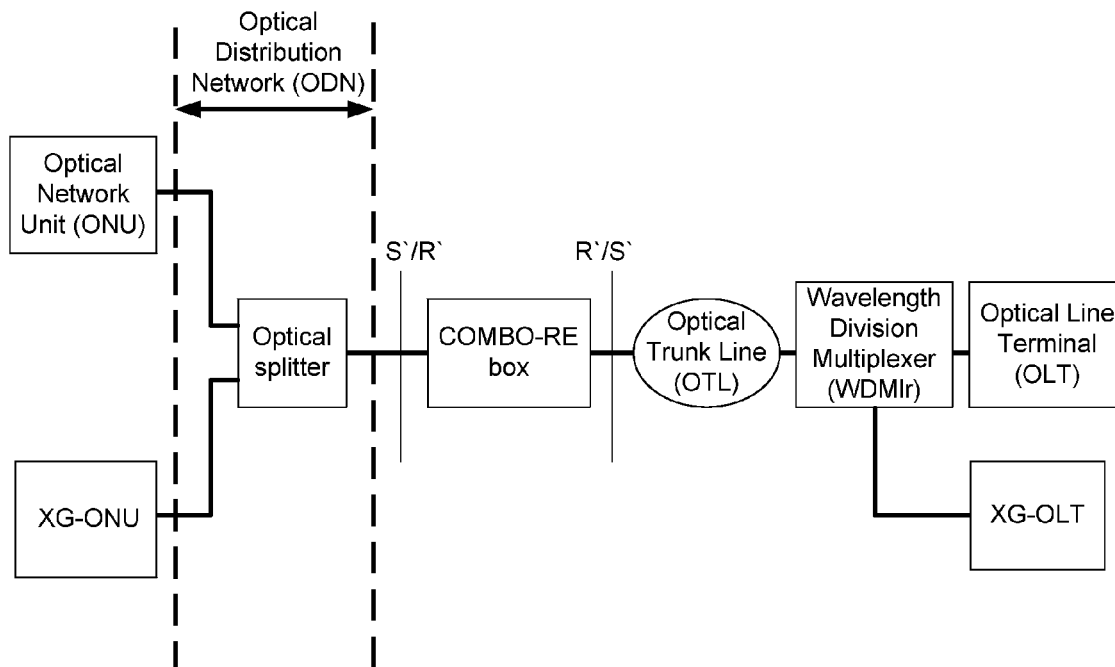 Optical
Distribution
Network (ODN)
Optical
Network
Unit (ONU)
S`/R`
R`/S`
Optical
splitter
COMBO-RE
box
Optical
Trunk Line
(OTL)
Wavelength
Division
Multiplexer
(WDMlr)
Optical Line
Terminal
(OLT)
XG-ONU
XG-OLT